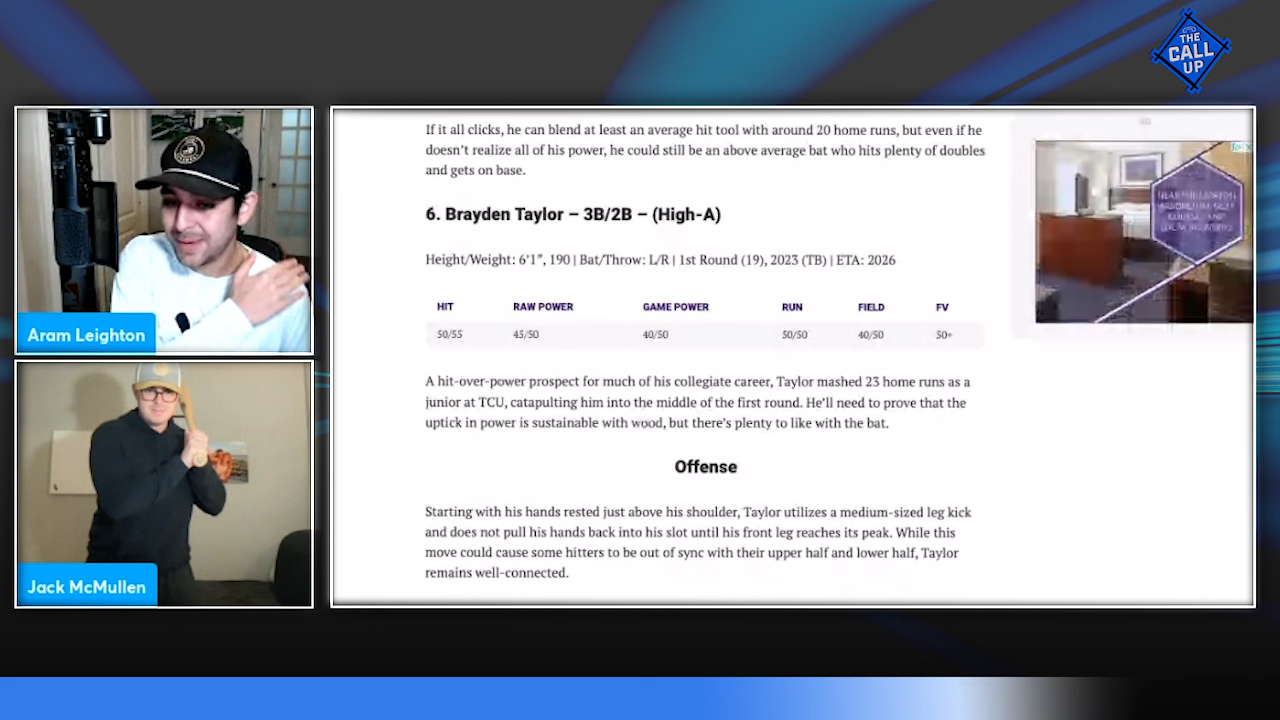 THE
CALL
UP
If it all clicks, he can blend at least an average hit tool with around 20 home runs, but even if he
doesn't realize all of his power, he could still be an above average bat who hits plenty of doubles
and gets on base.
6. Brayden Taylor – 3B/2B – (High-A)
Height/Weight: 6'1″, 190 | Bat/Throw: L/R | 1st Round (19), 2023 (TB) | ETA: 2026
HIT RAW POWER GAME POWER RUN FIELD FV
50/55 45/50 40/50 50/50 40/50 50+
A hit-over-power prospect for much of his collegiate career, Taylor mashed 23 home runs as a
junior at TCU, catapulting him into the middle of the first round. He'll need to prove that the
uptick in power is sustainable with wood, but there's plenty to like with the bat.
Offense
Starting with his hands rested just above his shoulder, Taylor utilizes a medium-sized leg kick
and does not pull his hands back into his slot until his front leg reaches its peak. While this
move could cause some hitters to be out of sync with their upper half and lower half, Taylor
remains well-connected.
Aram Leighton
Jack McMullen